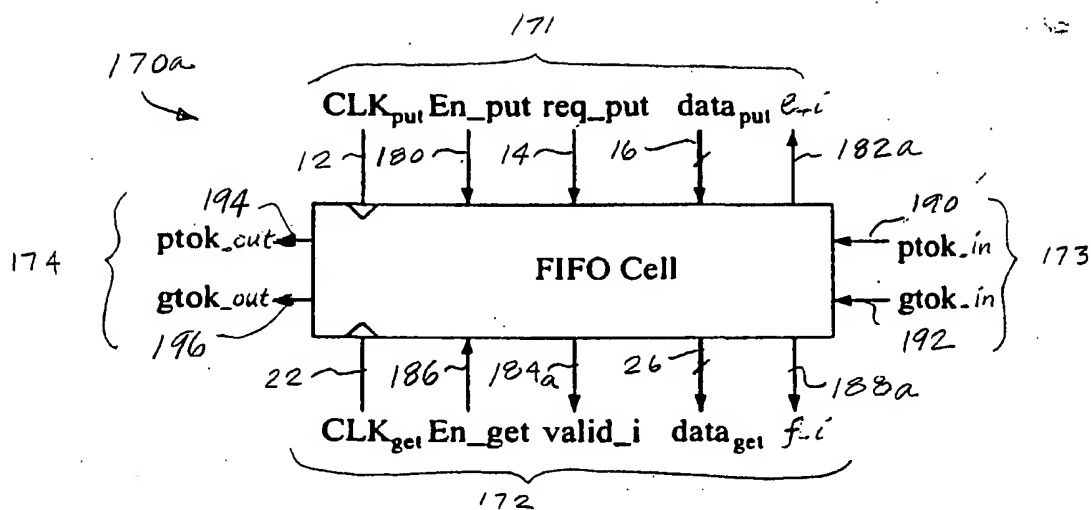 171
170a
CLKput En_put req_put dataput e_i
12 180 14 16 182a
194 190
ptok_out ptok_in
174 FIFO Cell 173
gtok_out gtok_in
196 192
22 186 184a 26 188a
CLKget En_get valid_i dataget f_i
172